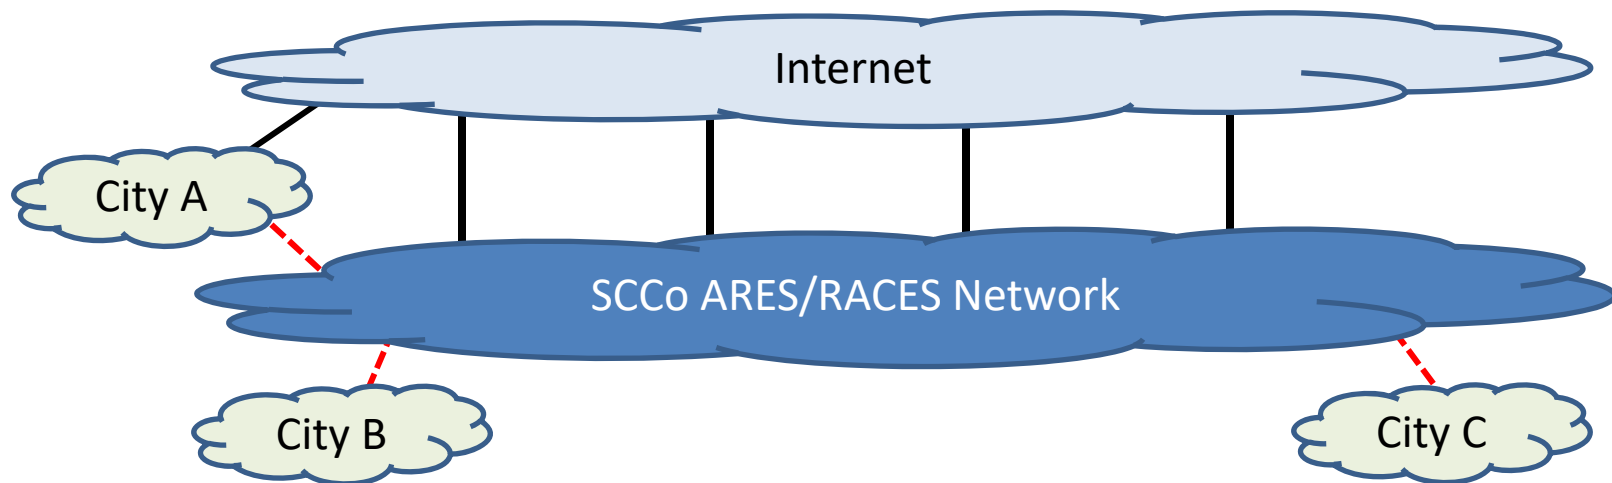 Internet
City A
SCCo ARES/RACES Network
City B
City C